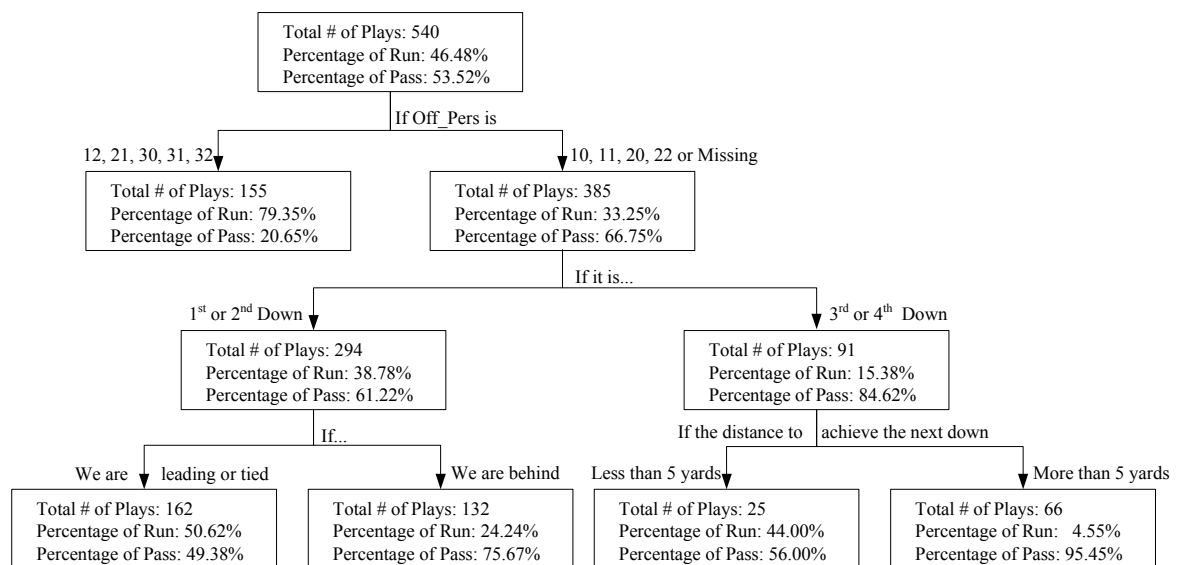 Total # of Plays: 540
Percentage of Run: 46.48%
Percentage of Pass: 53.52%
If Off_Pers is
12, 21, 30, 31, 32
10, 11, 20, 22 or Missing
Total # of Plays: 155
Percentage of Run: 79.35%
Percentage of Pass: 20.65%
Total # of Plays: 385
Percentage of Run: 33.25%
Percentage of Pass: 66.75%
If it is...
1st or 2nd Down
3rd or 4th Down
Total # of Plays: 294
Percentage of Run: 38.78%
Percentage of Pass: 61.22%
Total # of Plays: 91
Percentage of Run: 15.38%
Percentage of Pass: 84.62%
If...
If the distance to achieve the next down
We are leading or tied
We are behind
Less than 5 yards
More than 5 yards
Total # of Plays: 162
Percentage of Run: 50.62%
Percentage of Pass: 49.38%
Total # of Plays: 132
Percentage of Run: 24.24%
Percentage of Pass: 75.67%
Total # of Plays: 25
Percentage of Run: 44.00%
Percentage of Pass: 56.00%
Total # of Plays: 66
Percentage of Run: 4.55%
Percentage of Pass: 95.45%